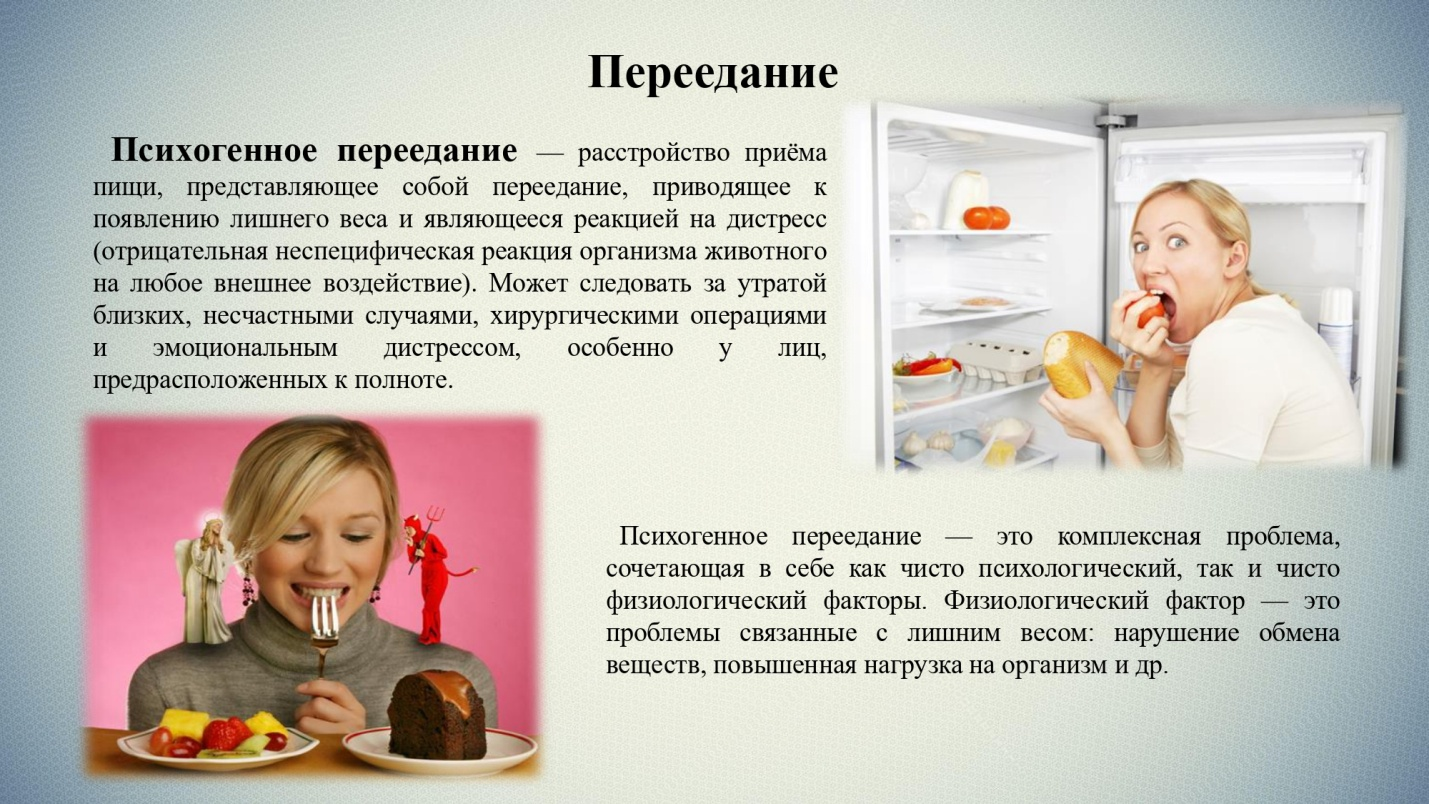 Переедание
Психогенное переедание — расстройство приёма
пищи, представляющее собой переедание, приводящее к
появлению лишнего веса и являющееся реакцией на дистресс
(отрицательная неспецифическая реакция организма животного
на любое внешнее воздействие). Может следовать за утратой
близких, несчастными случаями, хирургическими операциями
и эмоциональным дистрессом, особенно у лиц,
предрасположенных к полноте.
Психогенное переедание — это комплексная проблема,
сочетающая в себе как чисто психологический, так и чисто
физиологический факторы. Физиологический фактор — это
проблемы связанные с лишним весом: нарушение обмена
веществ, повышенная нагрузка на организм и др.